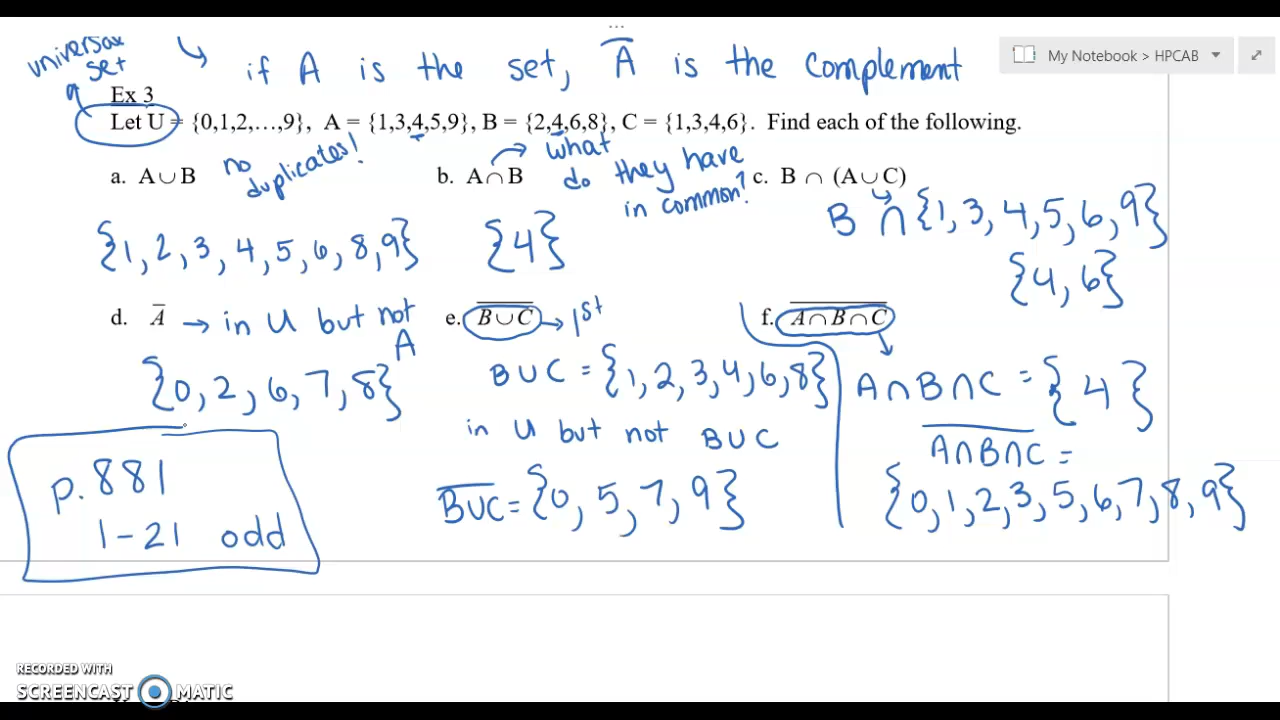 universal
set
if A is the set, A̅ is the complement
My Notebook > HPCAB
Ex 3
Let U = {0,1,2,…,9}, A = {1,3,4,5,9}, B = {2,4,6,8}, C = {1,3,4,6}. Find each of the following.
a. A∪B
no duplicates!
{1, 2, 3, 4, 5, 6, 8, 9}
b. A∩B
what do they have in common?
{4}
c. B ∩ (A∪C)
B ∩ {1, 3, 4, 5, 6, 9}
{4, 6}
d. A̅ → in U but not A
{0, 2, 6, 7, 8}
e. B̅∪̅C̅ → 1st
B∪C = {1, 2, 3, 4, 6, 8}
in U but not B∪C
B̅∪̅C̅ = {0, 5, 7, 9}
f. A̅∩̅B̅∩̅C̅
A∩B∩C = {4}
A̅∩̅B̅∩̅C̅ =
{0, 1, 2, 3, 5, 6, 7, 8, 9}
p. 881
1-21 odd
RECORDED WITH
SCREENCAST MATIC